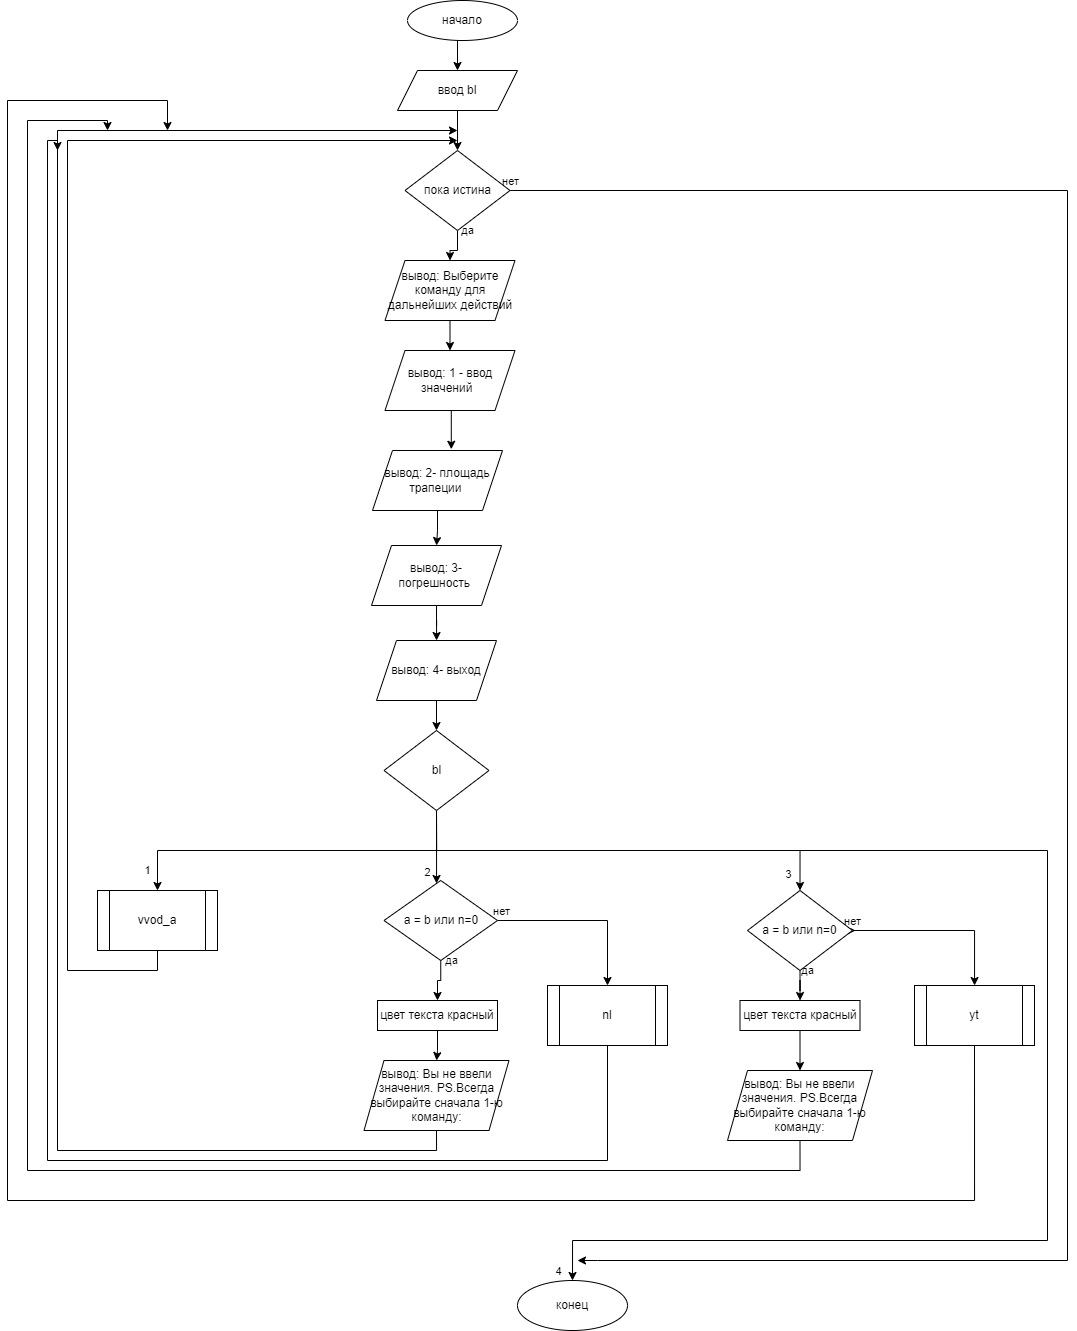 начало
ввод bl
пока истина
нет
да
вывод: Выберите
команду для
дальнейших действий
вывод: 1 - ввод
значений
вывод: 2- площадь
трапеции
вывод: 3-
погрешность
вывод: 4- выход
bl
1
2
3
vvod_a
a = b или n=0
нет
да
a = b или n=0
нет
да
цвет текста красный
nl
цвет текста красный
yt
вывод: Вы не ввели
значения. PS.Всегда
выбирайте сначала 1-ю
команду:
вывод: Вы не ввели
значения. PS.Всегда
выбирайте сначала 1-ю
команду:
4
конец